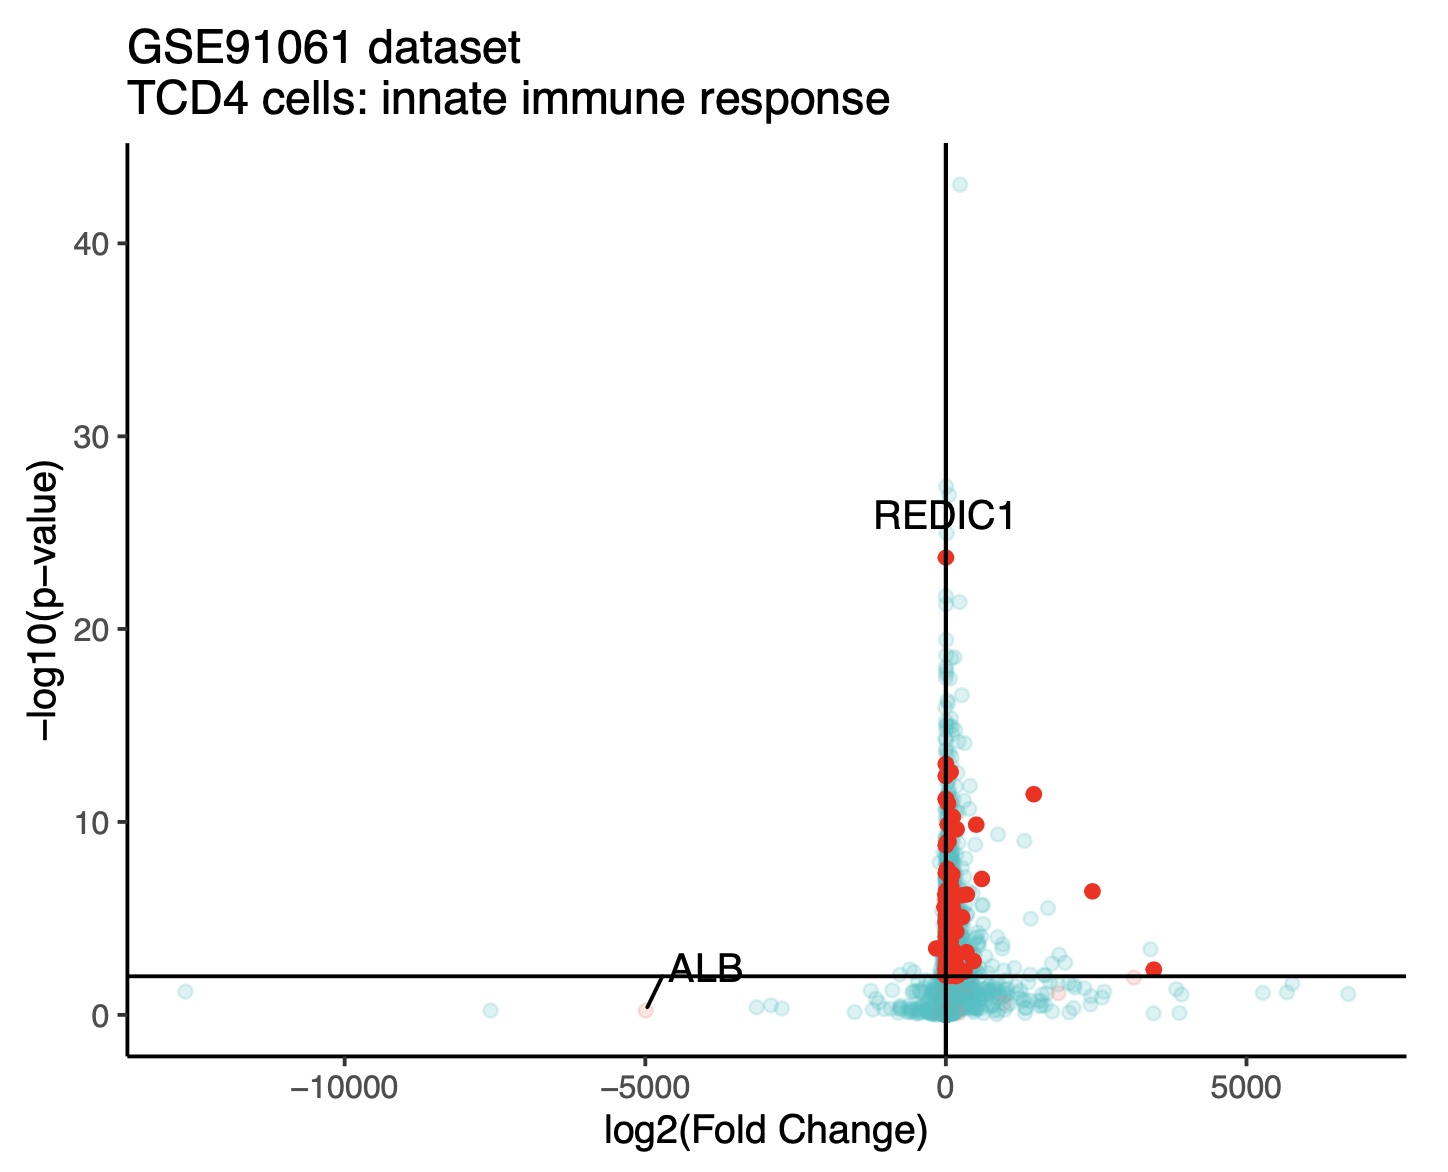 GSE91061 dataset
TCD4 cells: innate immune response
−log10(p−value)
40
30
20
10
0
REDIC1
ALB
−10000
−5000
0
5000
log2(Fold Change)